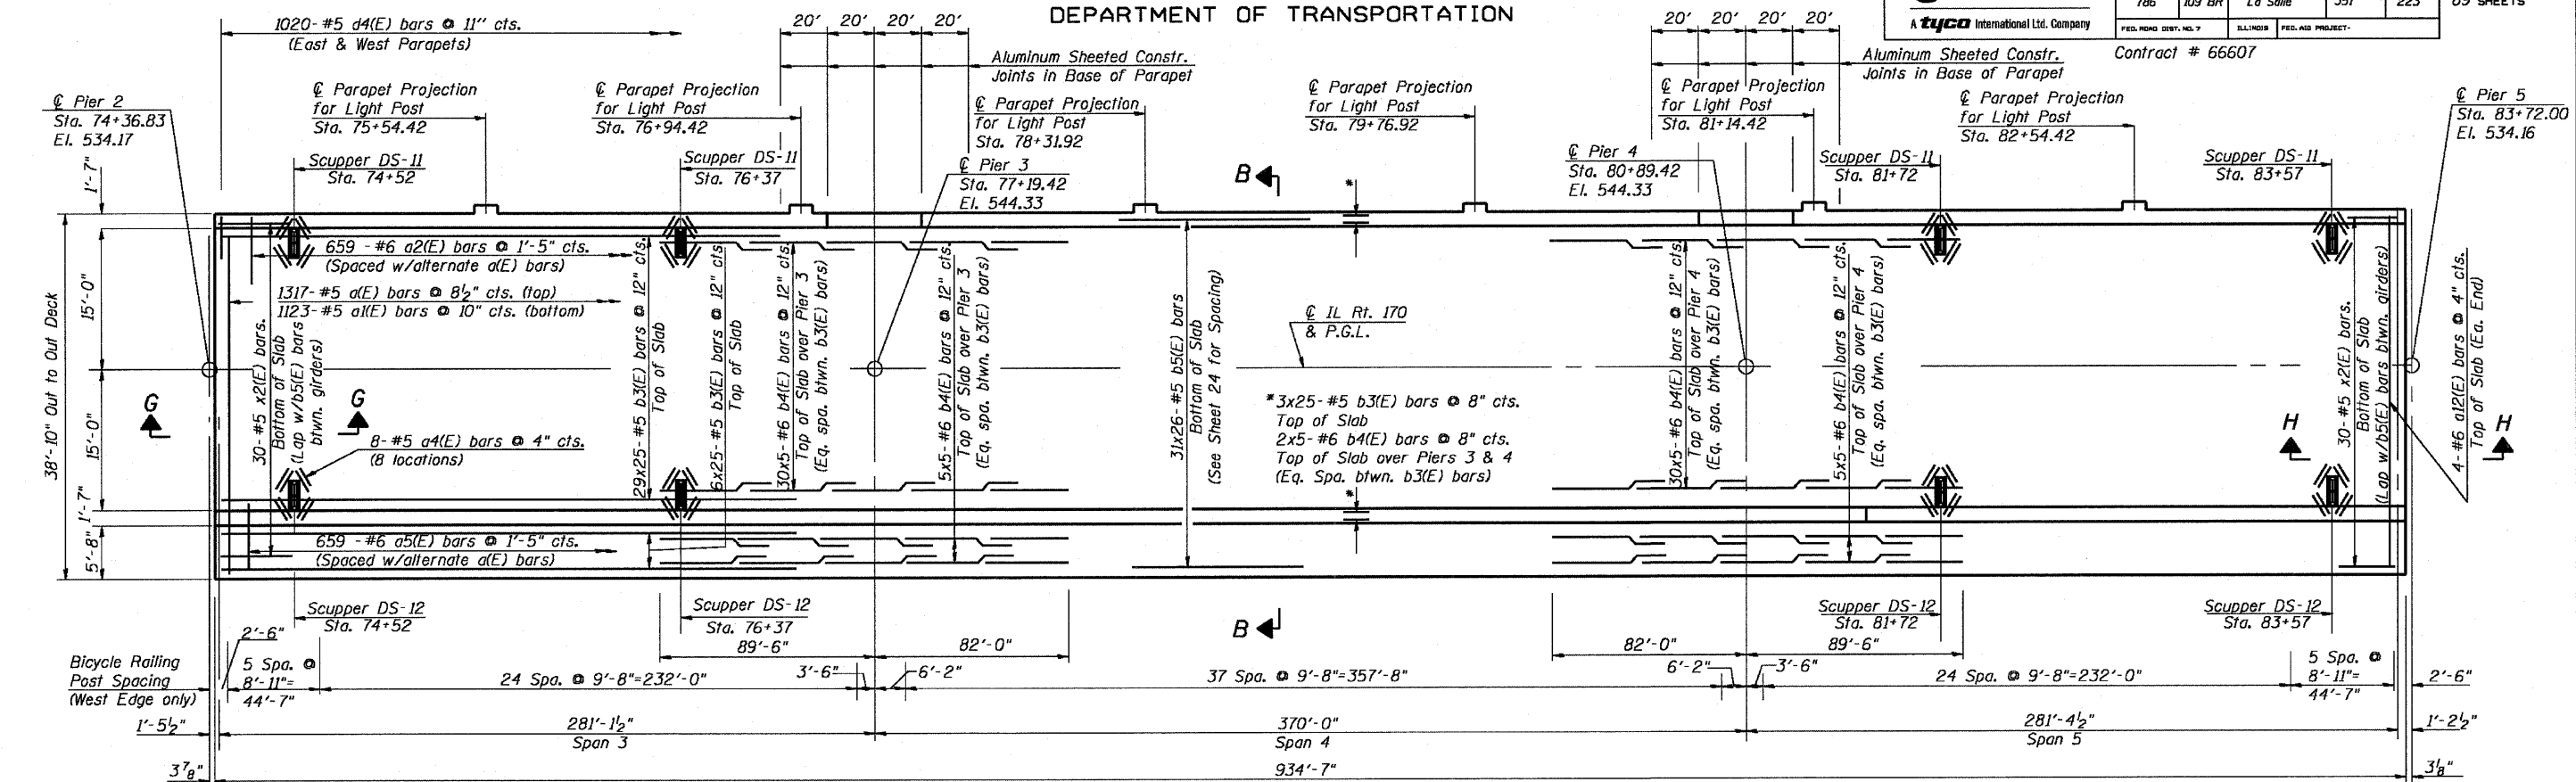 DEPARTMENT OF TRANSPORTATION
A tyco International Ltd. Company
786 109 BR La Salle 351 223
SHEETS
FED. ROAD DIST. NO. 7 ILLINOIS FED. AID PROJECT-
Contract # 66607
1020-#5 d4(E) bars @ 11" cts.
(East & West Parapets)
20' 20' 20' 20'
20' 20' 20' 20'
Aluminum Sheeted Constr.
Joints in Base of Parapet
Aluminum Sheeted Constr.
Joints in Base of Parapet
℄ Pier 2
Sta. 74+36.83
El. 534.17
℄ Parapet Projection
for Light Post
Sta. 75+54.42
℄ Parapet Projection
for Light Post
Sta. 76+94.42
℄ Parapet Projection
for Light Post
Sta. 78+31.92
℄ Parapet Projection
for Light Post
Sta. 79+76.92
℄ Parapet Projection
for Light Post
Sta. 81+14.42
℄ Parapet Projection
for Light Post
Sta. 82+54.42
℄ Pier 5
Sta. 83+72.00
El. 534.16
Scupper DS-11
Sta. 74+52
Scupper DS-11
Sta. 76+37
℄ Pier 3
Sta. 77+19.42
El. 544.33
B
*
℄ Pier 4
Sta. 80+89.42
El. 544.33
Scupper DS-11
Sta. 81+72
Scupper DS-11
Sta. 83+57
1'-7"
15'-0"
15'-0"
1'-7"
5'-8"
38'-10" Out to Out Deck
659 -#6 a2(E) bars @ 1'-5" cts.
(Spaced w/alternate a(E) bars)
1317-#5 a(E) bars @ 8½" cts. (top)
1123-#5 a1(E) bars @ 10" cts. (bottom)
30-#5 x2(E) bars.
Bottom of Slab
(Lap w/b5(E) bars
btwn. girders)
G
G
8-#5 a4(E) bars @ 4" cts.
(8 locations)
29x25-#5 b3(E) bars @ 12" cts.
Top of Slab
6x25-#5 b3(E) bars @ 12" cts.
Top of Slab
30x5-#6 b4(E) bars @ 12" cts.
Top of Slab over Pier 3
(Eq. spa. btwn. b3(E) bars)
5x5-#6 b4(E) bars @ 12" cts.
Top of Slab over Pier 3
(Eq. spa. btwn. b3(E) bars)
31x26-#5 b5(E) bars
Bottom of Slab
(See Sheet 24 for Spacing)
℄ IL Rt. 170
& P.G.L.
*3x25-#5 b3(E) bars @ 8" cts.
Top of Slab
2x5-#6 b4(E) bars @ 8" cts.
Top of Slab over Piers 3 & 4
(Eq. Spa. btwn. b3(E) bars)
*
30x5-#6 b4(E) bars @ 12" cts.
Top of Slab over Pier 4
(Eq. spa. btwn. b3(E) bars)
5x5-#6 b4(E) bars @ 12" cts.
Top of Slab over Pier 4
(Eq. spa. btwn. b3(E) bars)
H
H
30-#5 x2(E) bars.
Bottom of Slab
(Lap w/b5(E) bars btwn. girders)
4-#6 a12(E) bars @ 4" cts.
Top of Slab (Ea. End)
659 -#6 a5(E) bars @ 1'-5" cts.
(Spaced w/alternate a(E) bars)
Scupper DS-12
Sta. 74+52
Scupper DS-12
Sta. 76+37
B
Scupper DS-12
Sta. 81+72
Scupper DS-12
Sta. 83+57
89'-6" 82'-0"
82'-0" 89'-6"
Bicycle Railing
Post Spacing
(West Edge only)
2'-6"
5 Spa. @
8'-11"=
44'-7"
24 Spa. @ 9'-8"=232'-0"
3'-6"
6'-2"
37 Spa. @ 9'-8"=357'-8"
6'-2"
3'-6"
24 Spa. @ 9'-8"=232'-0"
5 Spa. @
8'-11"=
44'-7"
2'-6"
1'-5½"
281'-1½"
Span 3
370'-0"
Span 4
281'-4½"
Span 5
1'-2½"
3⅞"
934'-7"
3⅛"